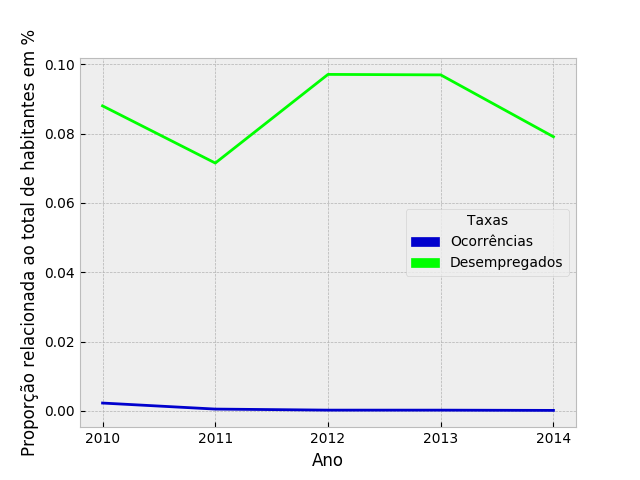 Proporção relacionada ao total de habitantes em %
0.10
0.08
0.06
0.04
0.02
0.00
Taxas
Ocorrências
Desempregados
2010 2011 2012 2013 2014
Ano